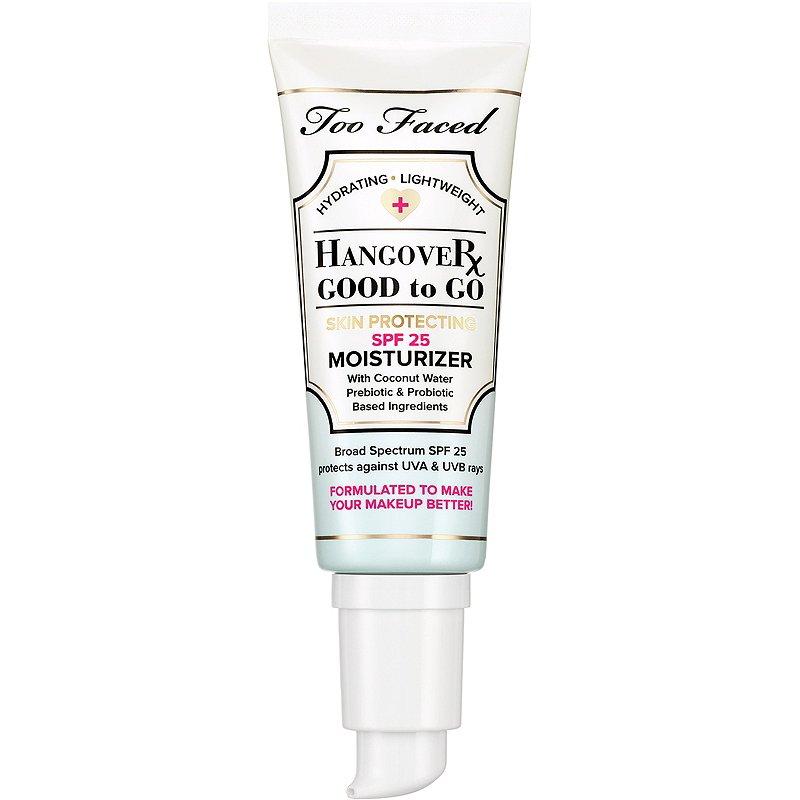 Too Faced
HYDRATING • LIGHTWEIGHT
+
HANGOVERx
GOOD to GO
SKIN PROTECTING
SPF 25
MOISTURIZER
With Coconut Water
Prebiotic & Probiotic
Based Ingredients
Broad Spectrum SPF 25
protects against UVA & UVB rays
FORMULATED TO MAKE
YOUR MAKEUP BETTER!